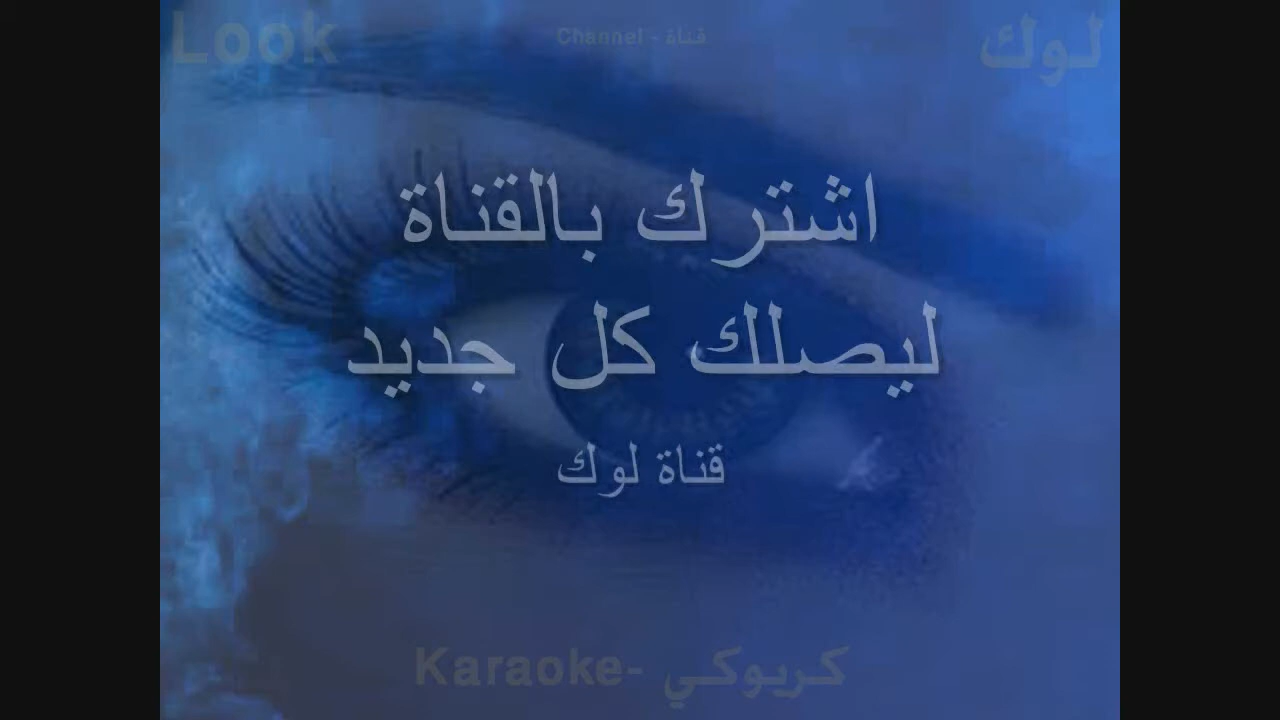 Look
Channel - قناة
لوك
اشترك بالقناة
ليصلك كل جديد
قناة لوك
Karaoke- كريوكي